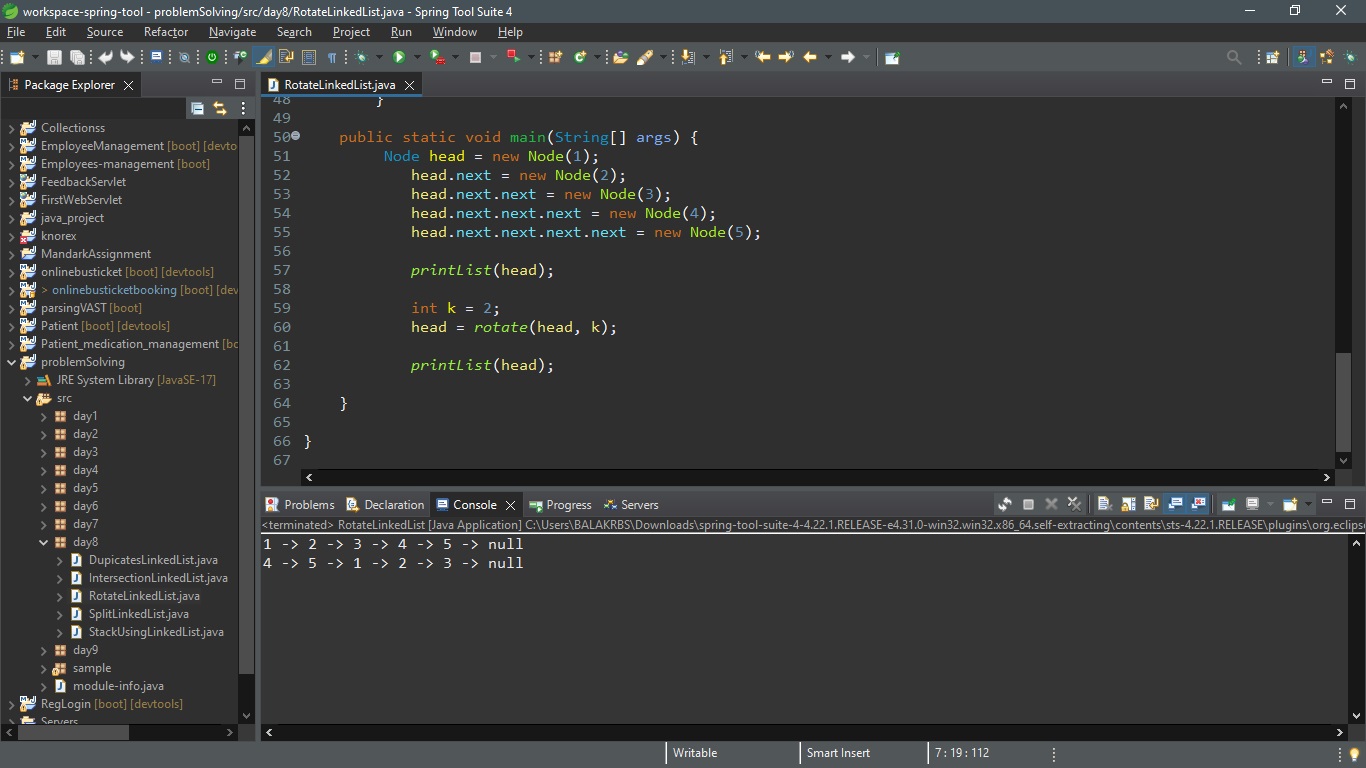 workspace-spring-tool - problemSolving/src/day8/RotateLinkedList.java - Spring Tool Suite 4
File Edit Source Refactor Navigate Search Project Run Window Help
Package Explorer
Collectionss
EmployeeManagement [boot] [devto
Employees-management [boot]
FeedbackServlet
FirstWebServlet
java_project
knorex
MandarkAssignment
onlinebusticket [boot] [devtools]
> onlinebusticketbooking [boot] [dev
parsingVAST [boot]
Patient [boot] [devtools]
Patient_medication_management [bo
problemSolving
JRE System Library [JavaSE-17]
src
day1
day2
day3
day4
day5
day6
day7
day8
DupicatesLinkedList.java
IntersectionLinkedList.java
RotateLinkedList.java
SplitLinkedList.java
StackUsingLinkedList.java
day9
sample
module-info.java
RegLogin [boot] [devtools]
Servers
RotateLinkedList.java
48 }
49
50 public static void main(String[] args) {
51 Node head = new Node(1);
52 head.next = new Node(2);
53 head.next.next = new Node(3);
54 head.next.next.next = new Node(4);
55 head.next.next.next.next = new Node(5);
56
57 printList(head);
58
59 int k = 2;
60 head = rotate(head, k);
61
62 printList(head);
63
64 }
65
66 }
67
Problems Declaration Console Progress Servers
<terminated> RotateLinkedList [Java Application] C:\Users\BALAKRBS\Downloads\spring-tool-suite-4-4.22.1.RELEASE-e4.31.0-win32.win32.x86_64.self-extracting\contents\sts-4.22.1.RELEASE\plugins\org.eclipse
1 -> 2 -> 3 -> 4 -> 5 -> null
4 -> 5 -> 1 -> 2 -> 3 -> null
Writable Smart Insert 7 : 19 : 112